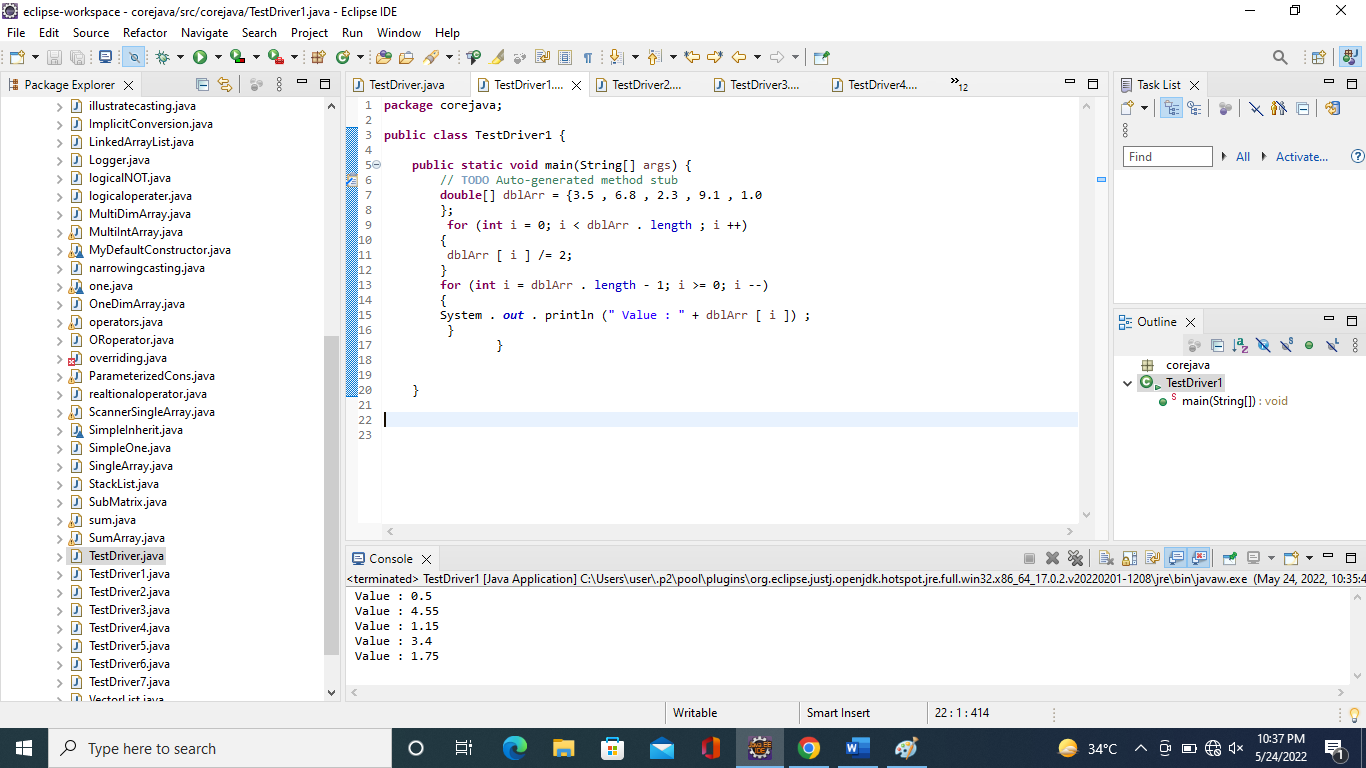 eclipse-workspace - corejava/src/corejava/TestDriver1.java - Eclipse IDE
File Edit Source Refactor Navigate Search Project Run Window Help
Package Explorer
illustratecasting.java
ImplicitConversion.java
LinkedArrayList.java
Logger.java
logicalNOT.java
logicaloperater.java
MultiDimArray.java
MultiIntArray.java
MyDefaultConstructor.java
narrowingcasting.java
one.java
OneDimArray.java
operators.java
ORoperator.java
overriding.java
ParameterizedCons.java
realtionaloperator.java
ScannerSingleArray.java
SimpleInherit.java
SimpleOne.java
SingleArray.java
StackList.java
SubMatrix.java
sum.java
SumArray.java
TestDriver.java
TestDriver1.java
TestDriver2.java
TestDriver3.java
TestDriver4.java
TestDriver5.java
TestDriver6.java
TestDriver7.java
VectorList.java
TestDriver.java TestDriver1.... TestDriver2.... TestDriver3.... TestDriver4.... »12
1 package corejava;
2
3 public class TestDriver1 {
4
5 public static void main(String[] args) {
6 // TODO Auto-generated method stub
7 double[] dblArr = {3.5 , 6.8 , 2.3 , 9.1 , 1.0
8 };
9 for (int i = 0; i < dblArr . length ; i ++)
10 {
11 dblArr [ i ] /= 2;
12 }
13 for (int i = dblArr . length - 1; i >= 0; i --)
14 {
15 System . out . println (" Value : " + dblArr [ i ]) ;
16 }
17 }
18
19
20 }
21
22
23
Task List
Find All Activate...
Outline
corejava
TestDriver1
main(String[]) : void
Console
<terminated> TestDriver1 [Java Application] C:\Users\user\.p2\pool\plugins\org.eclipse.justj.openjdk.hotspot.jre.full.win32.x86_64_17.0.2.v20220201-1208\jre\bin\javaw.exe (May 24, 2022, 10:35:4
Value : 0.5
Value : 4.55
Value : 1.15
Value : 3.4
Value : 1.75
Writable Smart Insert 22 : 1 : 414
Type here to search
34°C
10:37 PM
5/24/2022
1